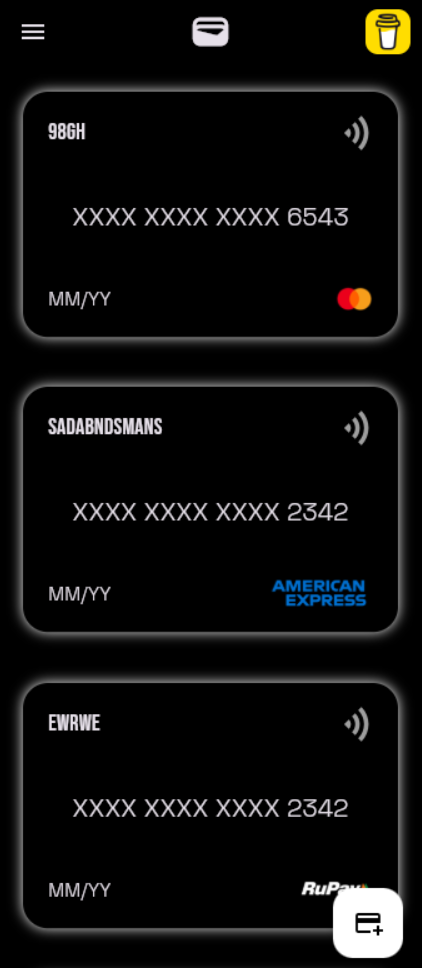 98GH
XXXX XXXX XXXX 6543
MM/YY
SADABNDSMANS
XXXX XXXX XXXX 2342
MM/YY
AMERICAN
EXPRESS
EWRWE
XXXX XXXX XXXX 2342
MM/YY
RuPay